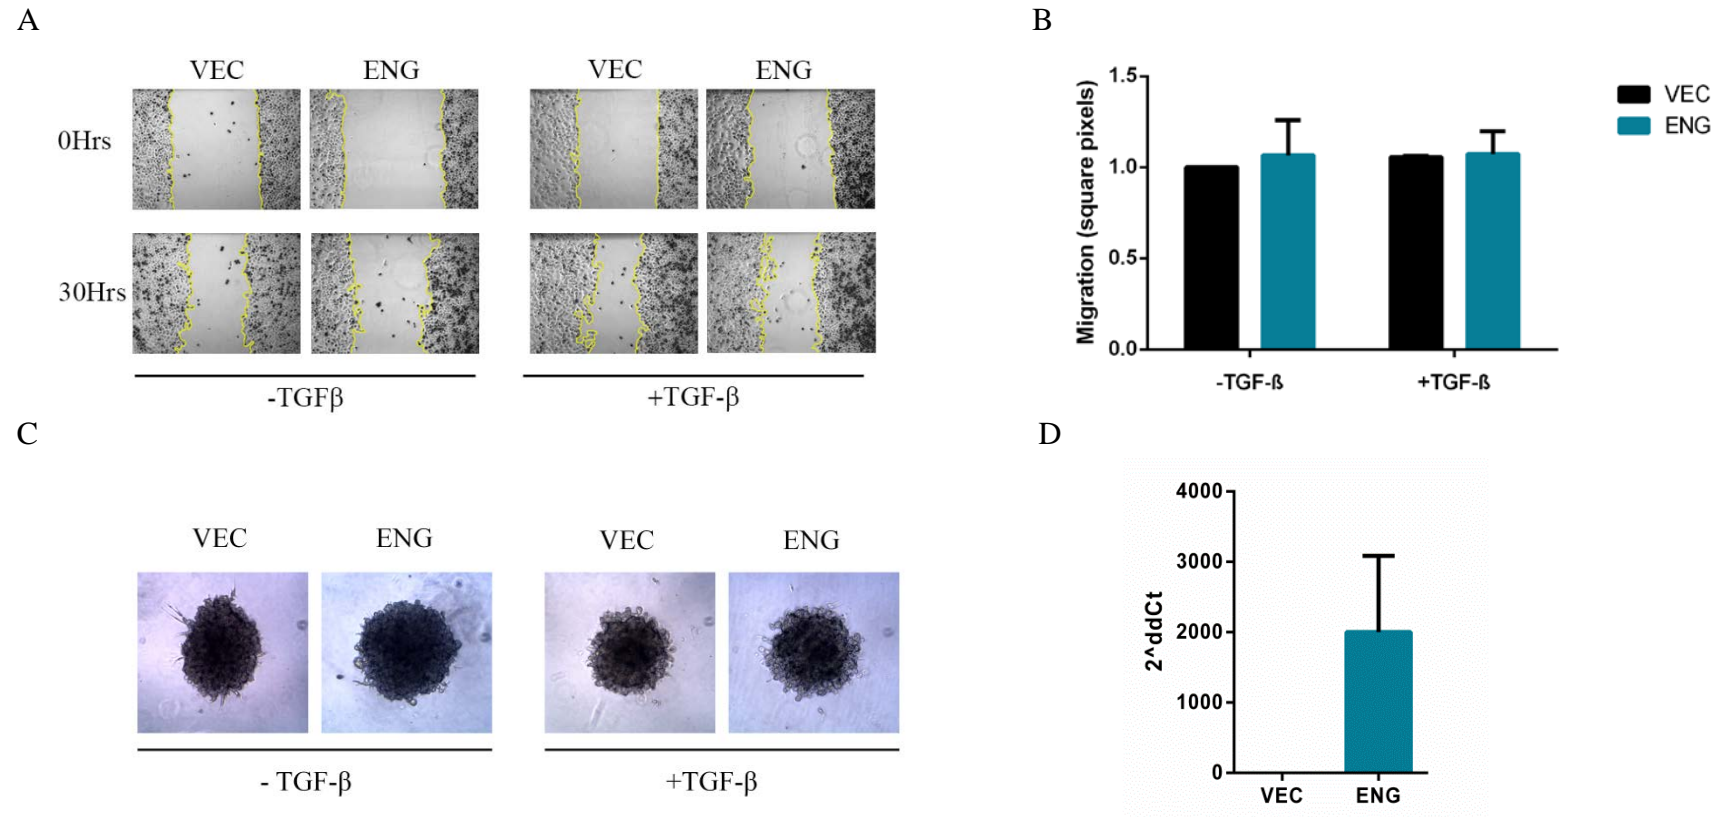 A
VEC ENG VEC ENG
0Hrs
30Hrs
-TGFβ +TGF-β
B
Migration (square pixels)
1.5
1.0
0.5
0.0
-TGF-ß +TGF-ß
VEC
ENG
C
VEC ENG VEC ENG
- TGF-β +TGF-β
D
2^ddCt
4000
3000
2000
1000
0
VEC ENG